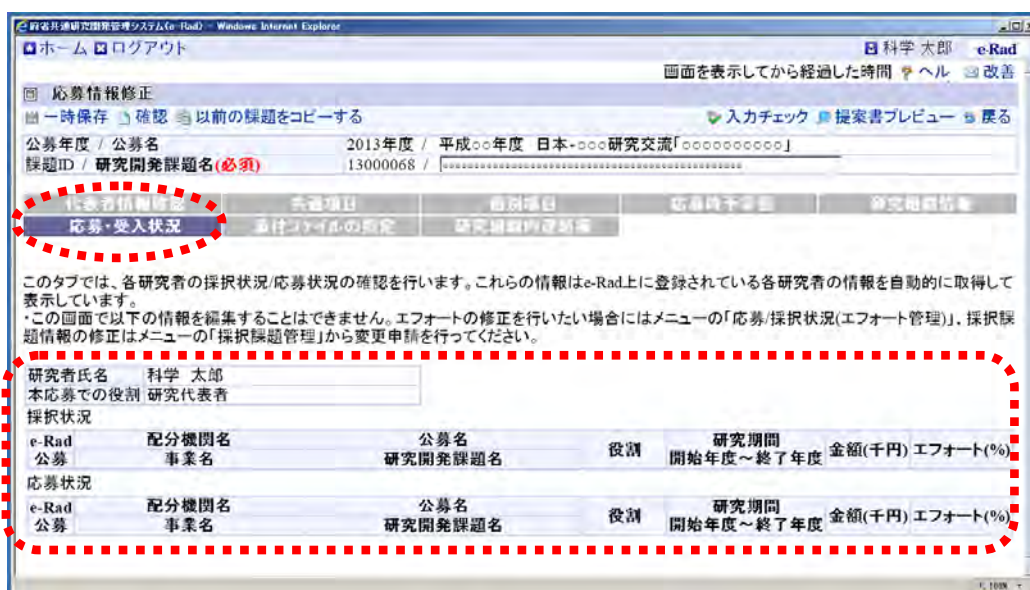 府省共通研究開発管理システム(e-Rad) - Windows Internet Explorer
ホーム ログアウト 科学 太郎 e-Rad
画面を表示してから経過した時間 ヘル 改善
応募情報修正
一時保存 確認 以前の課題をコピーする 入力チェック 提案書プレビュー 戻る
公募年度 / 公募名 2013年度 / 平成○○年度 日本-○○○研究交流「○○○○○○○○○○」
課題ID / 研究開発課題名(必須) 13000068 /
代表者情報確認 共通項目 個別項目 応募時予算額 研究組織情報
応募・受入状況 添付ファイルの指定 研究組織内連絡欄
このタブでは、各研究者の採択状況/応募状況の確認を行います。これらの情報はe-Rad上に登録されている各研究者の情報を自動的に取得して
表示しています。
・この画面で以下の情報を編集することはできません。エフォートの修正を行いたい場合にはメニューの「応募/採択状況(エフォート管理)」、採択課
題情報の修正はメニューの「採択課題管理」から変更申請を行ってください。
研究者氏名 科学 太郎
本応募での役割 研究代表者
採択状況
e-Rad 配分機関名 公募名 役割 研究期間 金額(千円) エフォート(%)
公募 事業名 研究開発課題名 開始年度～終了年度
応募状況
e-Rad 配分機関名 公募名 役割 研究期間 金額(千円) エフォート(%)
公募 事業名 研究開発課題名 開始年度～終了年度
100%